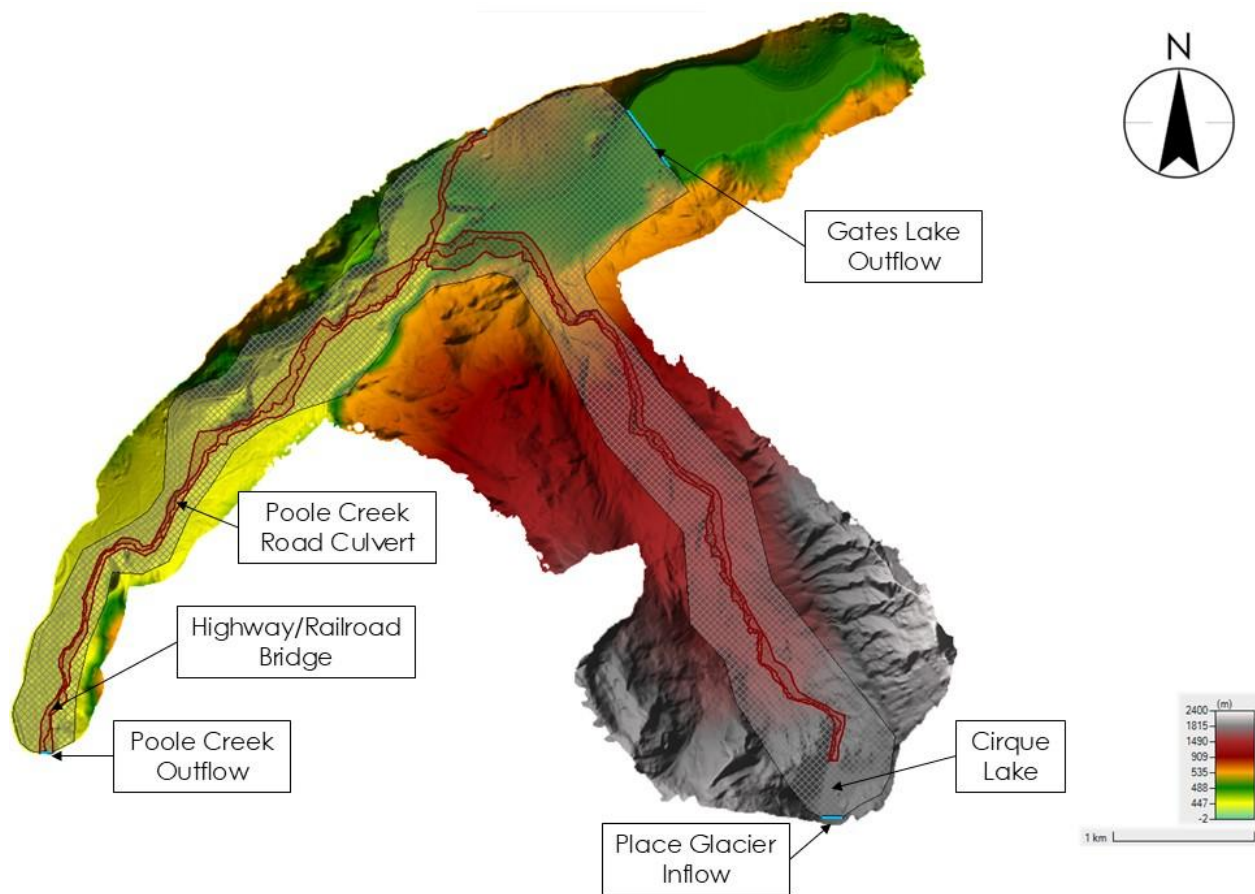 N
Gates Lake
Outflow
Poole Creek
Road Culvert
Highway/Railroad
Bridge
Poole Creek
Outflow
Cirque
Lake
Place Glacier
Inflow
2400 (m)
1815
1490
909
535
488
447
-2
1 km